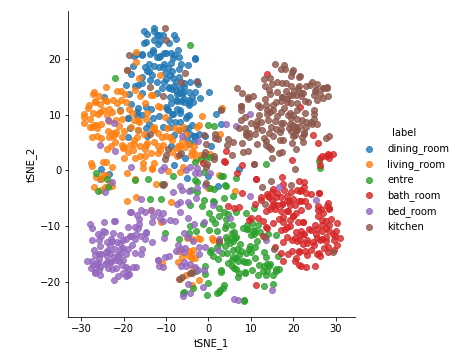 20
10
0
−10
−20
tSNE_2
−30
−20
−10
0
10
20
30
tSNE_1
label
dining_room
living_room
entre
bath_room
bed_room
kitchen